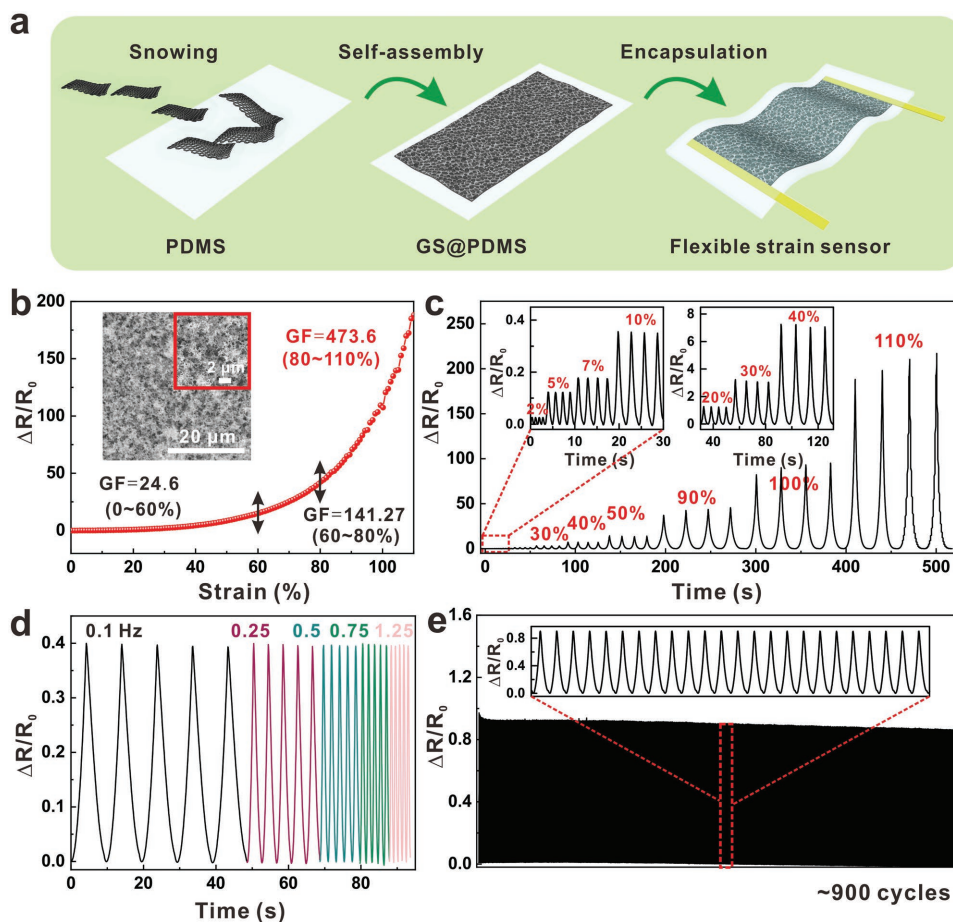 a
Snowing
Self-assembly
Encapsulation
PDMS
GS@PDMS
Flexible strain sensor
b
ΔR/R₀
200
150
100
50
0
GF=473.6
(80~110%)
2 μm
20 μm
GF=24.6
(0~60%)
GF=141.27
(60~80%)
0 20 40 60 80 100
Strain (%)
c
ΔR/R₀
250
200
150
100
50
0
ΔR/R₀
0.4
0.2
0.0
2%
5%
7%
10%
0 10 20 30
Time (s)
ΔR/R₀
8
6
4
2
0
20%
30%
40%
40 60 80 100 120
Time (s)
30%
40%
50%
90%
100%
110%
0 100 200 300 400 500
Time (s)
d
ΔR/R₀
0.4
0.3
0.2
0.1
0.0
0.1 Hz
0.25
0.5
0.75
1.25
0 20 40 60 80
Time (s)
e
ΔR/R₀
1.6
1.2
0.8
0.4
0.0
ΔR/R₀
0.8
0.4
0.0
~900 cycles